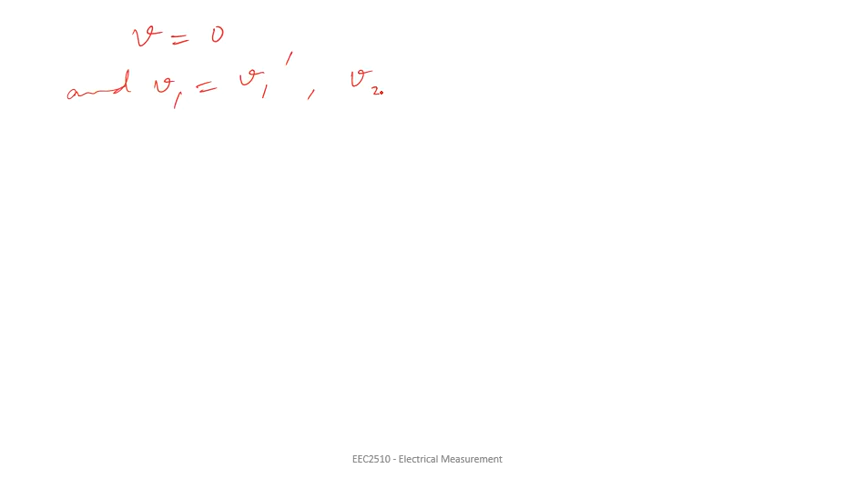 v = 0
and v₁ = v₁′ , v₂
EEC2510 - Electrical Measurement